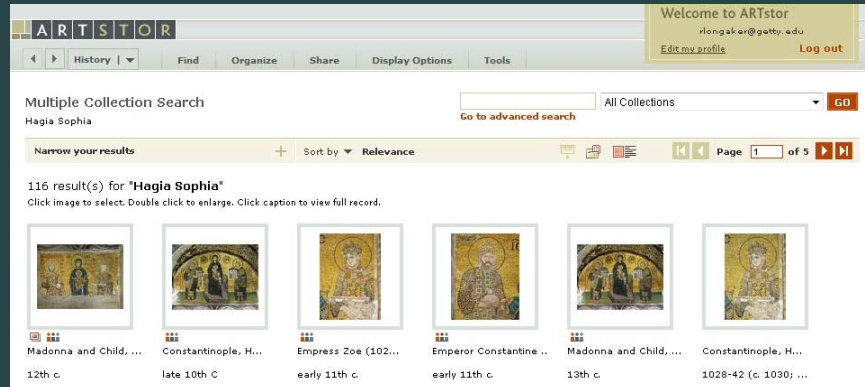 ARTSTOR
Welcome to ARTstor
rlongaker@getty.edu
Edit my profile Log out
History | Find Organize Share Display Options Tools
Multiple Collection Search
Hagia Sophia
All Collections GO
Go to advanced search
Narrow your results + Sort by Relevance Page 1 of 5
116 result(s) for "Hagia Sophia"
Click image to select. Double click to enlarge. Click caption to view full record.
Madonna and Child, ... Constantinople, H... Empress Zoe (102... Emperor Constantine .. Madonna and Child, ... Constantinople, H...
12th c. late 10th C early 11th c. early 11th c. 13th c. 1028-42 (c. 1030; ...